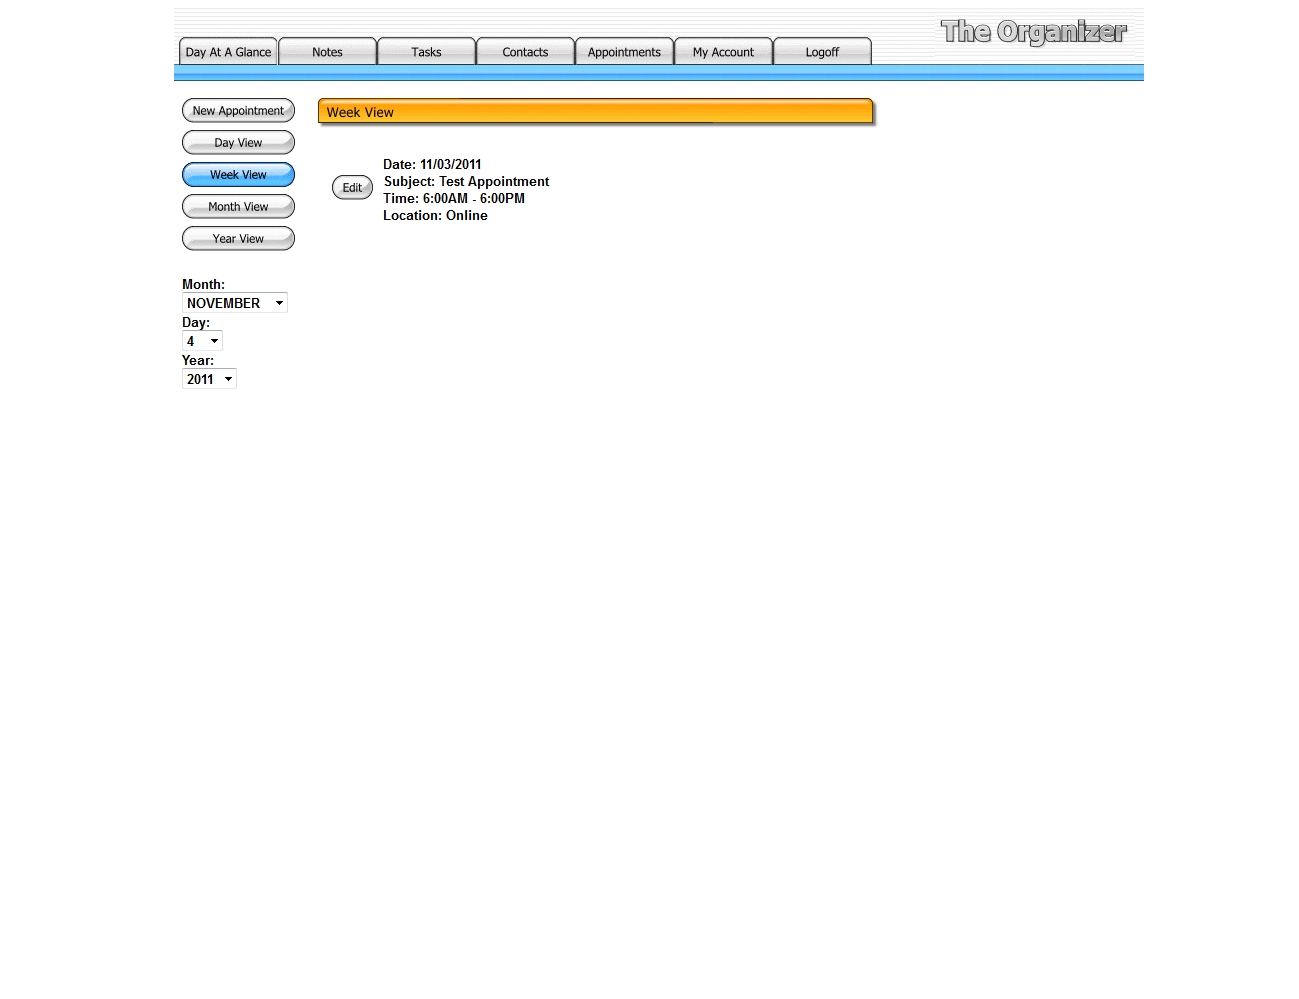 The Organizer
Day At A Glance
Notes
Tasks
Contacts
Appointments
My Account
Logoff
New Appointment
Day View
Week View
Month View
Year View
Month:
NOVEMBER
Day:
4
Year:
2011
Week View
Edit
Date: 11/03/2011
Subject: Test Appointment
Time: 6:00AM - 6:00PM
Location: Online